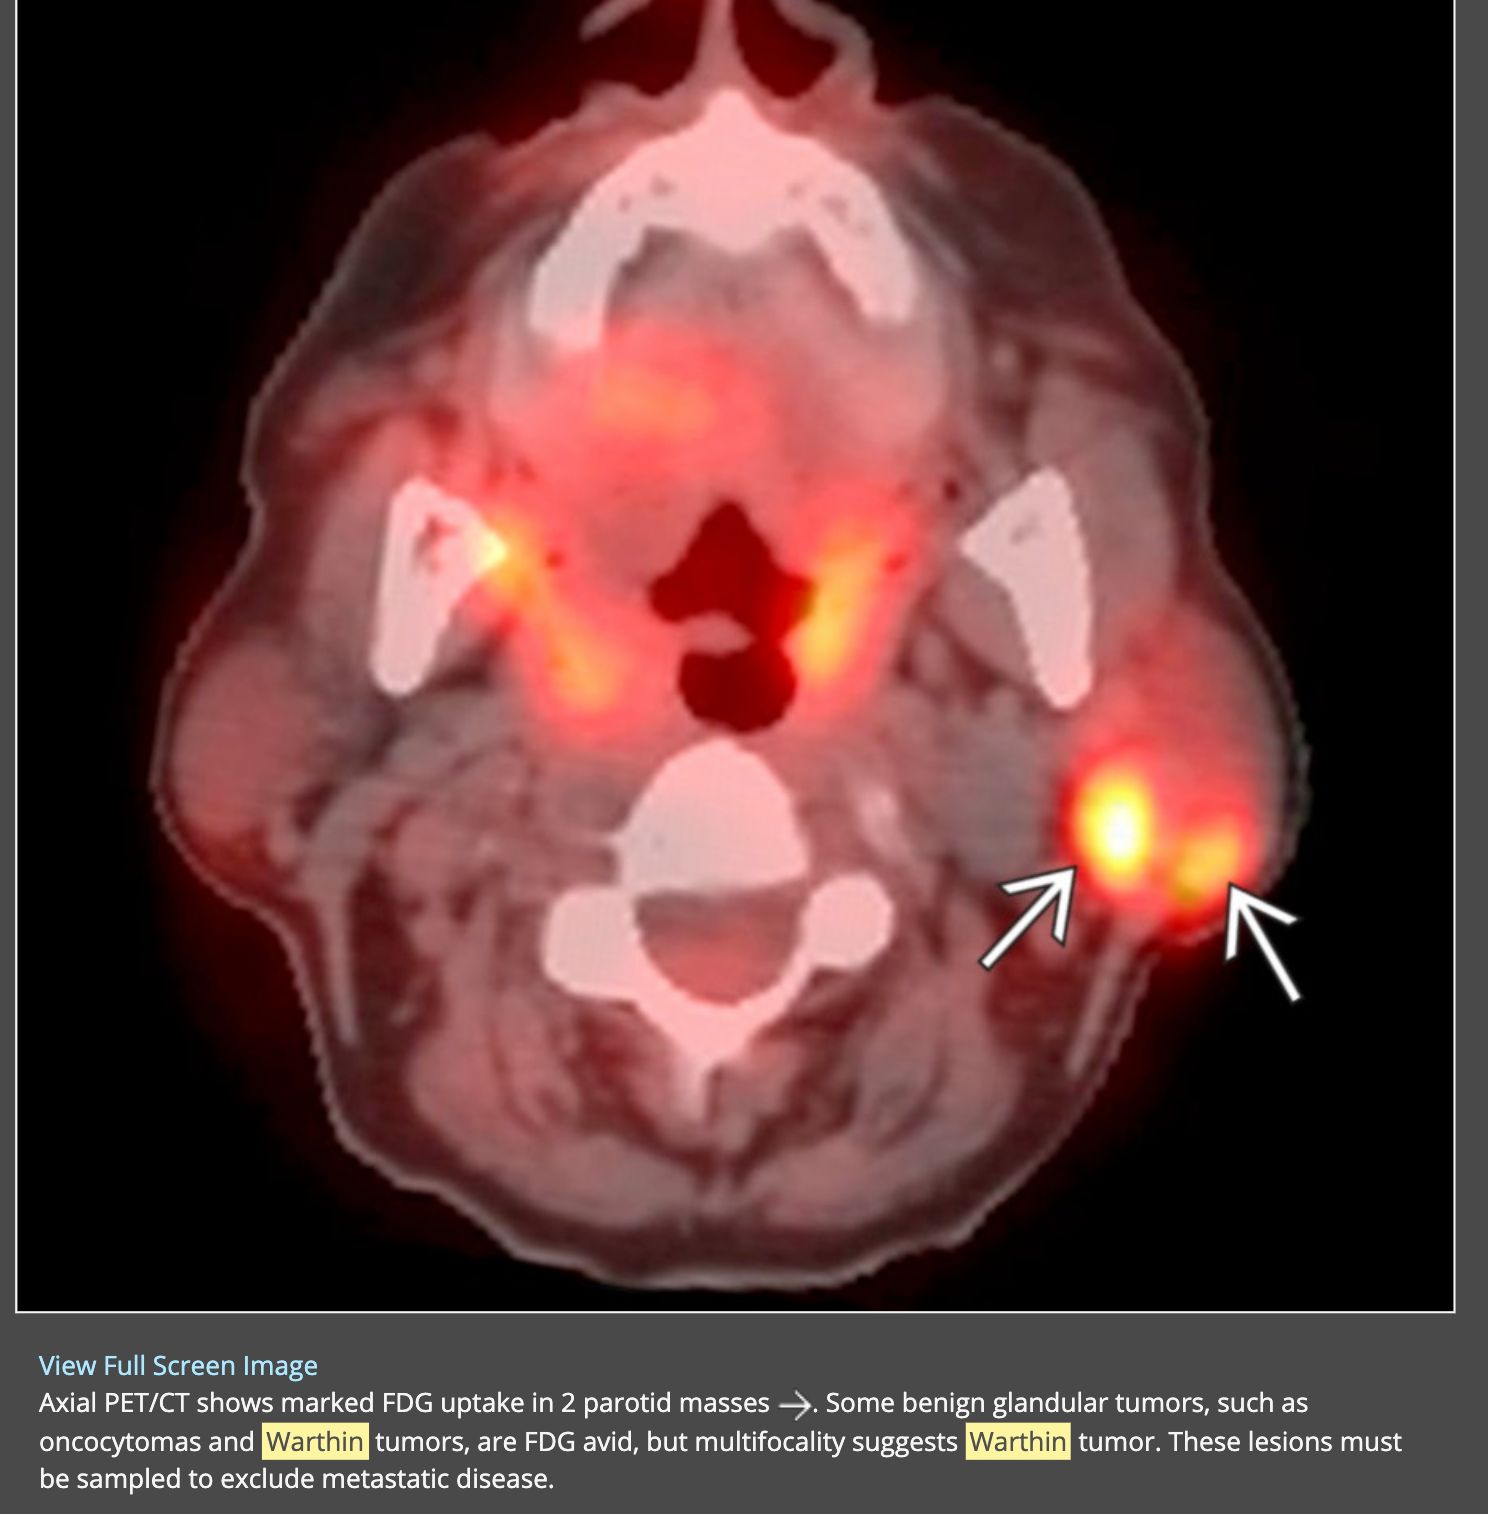 View Full Screen Image
Axial PET/CT shows marked FDG uptake in 2 parotid masses →. Some benign glandular tumors, such as
oncocytomas and Warthin tumors, are FDG avid, but multifocality suggests Warthin tumor. These lesions must
be sampled to exclude metastatic disease.